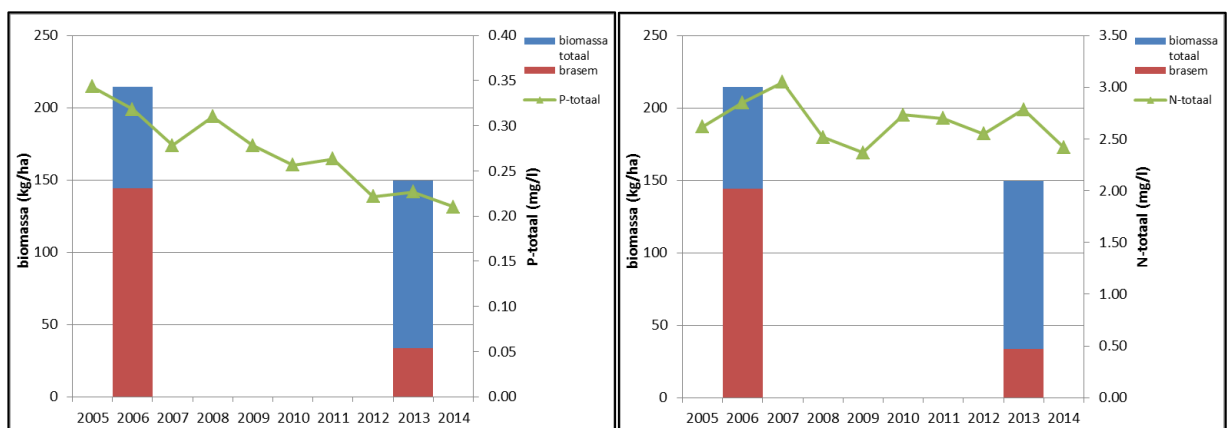 250
200
150
100
50
0
biomassa (kg/ha)
0.40
0.35
0.30
0.25
0.20
0.15
0.10
0.05
0.00
P-totaal (mg/l)
biomassa
totaal
brasem
P-totaal
2005 2006 2007 2008 2009 2010 2011 2012 2013 2014
250
200
150
100
50
0
biomassa (kg/ha)
3.50
3.00
2.50
2.00
1.50
1.00
0.50
0.00
N-totaal (mg/l)
biomassa
totaal
brasem
N-totaal
2005 2006 2007 2008 2009 2010 2011 2012 2013 2014